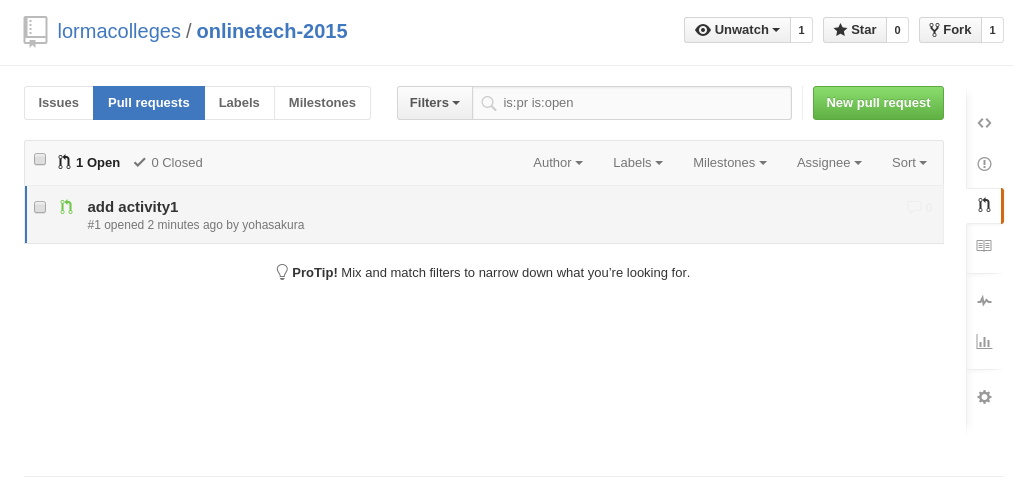 lormacolleges / onlinetech-2015
Unwatch 1 Star 0 Fork 1
Issues Pull requests Labels Milestones Filters is:pr is:open New pull request
1 Open 0 Closed Author Labels Milestones Assignee Sort
add activity1 0
#1 opened 2 minutes ago by yohasakura
ProTip! Mix and match filters to narrow down what you’re looking for.